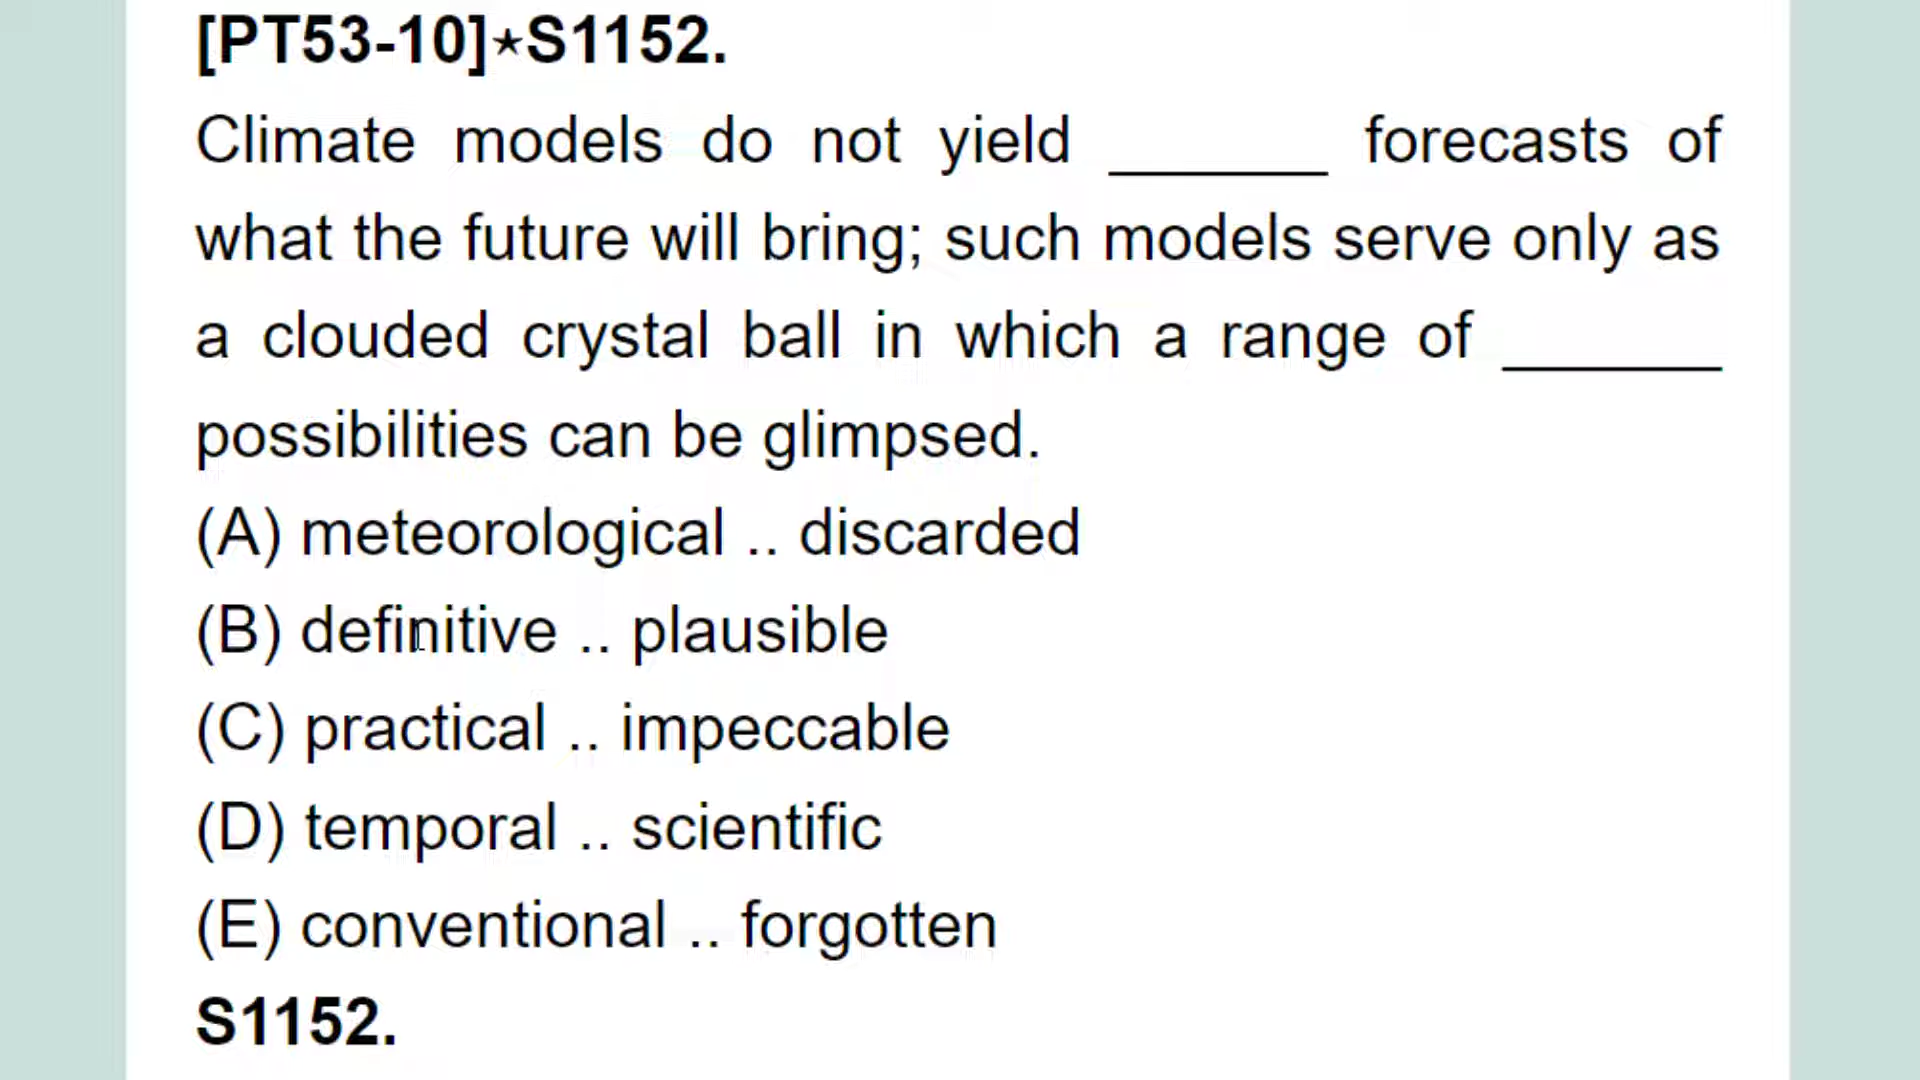 [PT53-10]⋆S1152.
Climate models do not yield _______ forecasts of
what the future will bring; such models serve only as
a clouded crystal ball in which a range of _______
possibilities can be glimpsed.
(A) meteorological .. discarded
(B) definitive .. plausible
(C) practical .. impeccable
(D) temporal .. scientific
(E) conventional .. forgotten
S1152.